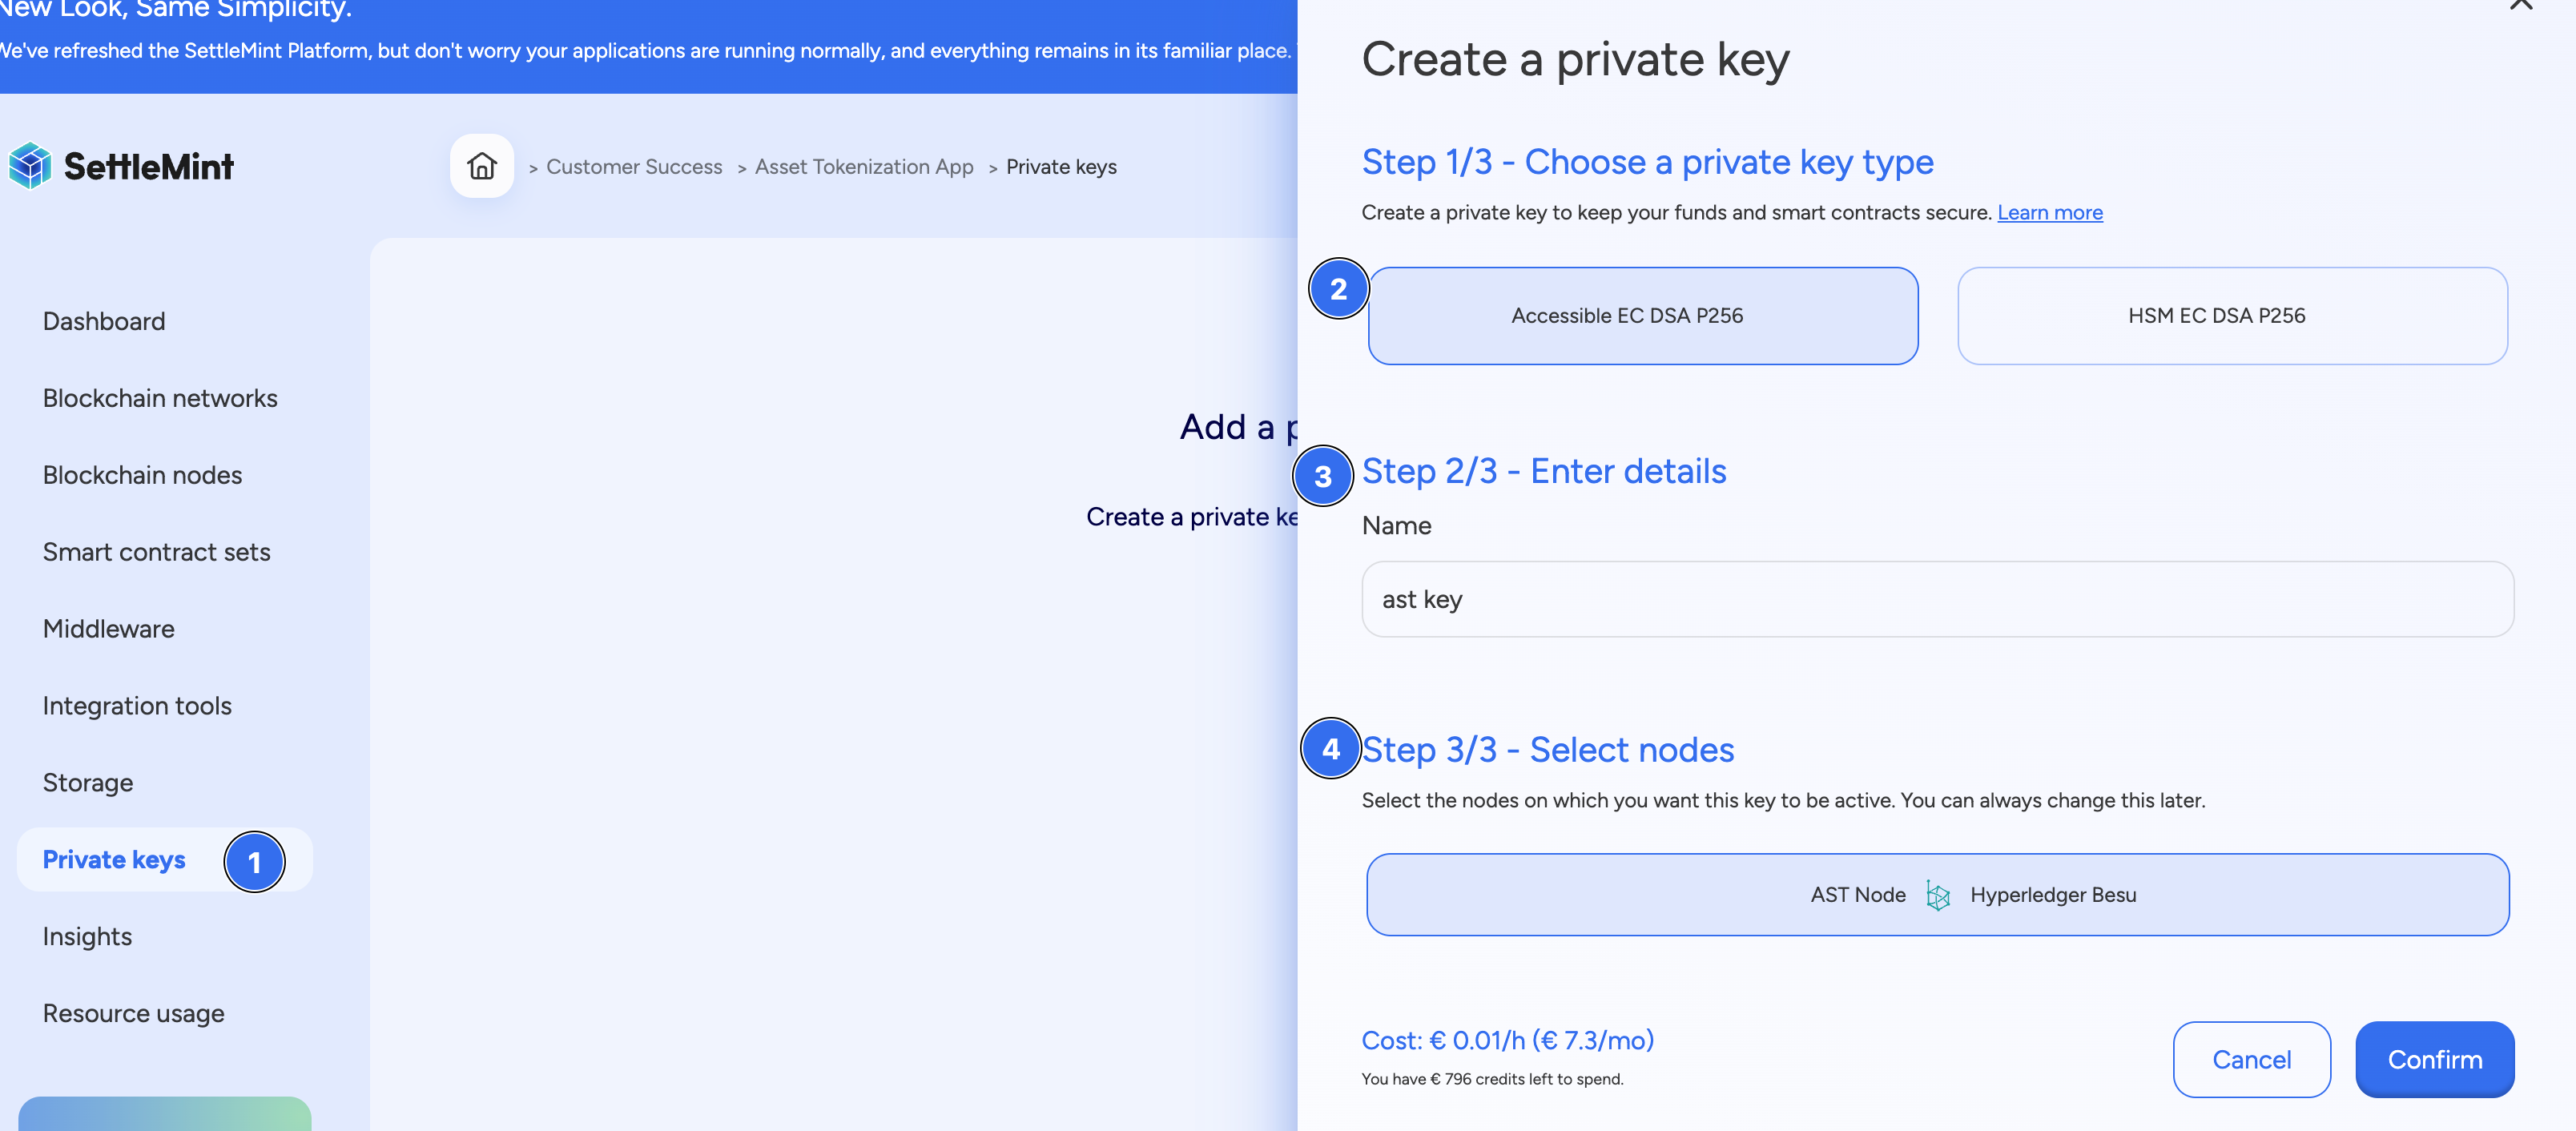 New Look, Same Simplicity.
We've refreshed the SettleMint Platform, but don't worry your applications are running normally, and everything remains in its familiar place.
SettleMint
> Customer Success > Asset Tokenization App > Private keys
Dashboard
Blockchain networks
Blockchain nodes
Smart contract sets
Middleware
Integration tools
Storage
Private keys 1
Insights
Resource usage
Add a p
Create a private ke
Create a private key
Step 1/3 - Choose a private key type
Create a private key to keep your funds and smart contracts secure. Learn more
2 Accessible EC DSA P256 HSM EC DSA P256
3 Step 2/3 - Enter details
Name
ast key
4 Step 3/3 - Select nodes
Select the nodes on which you want this key to be active. You can always change this later.
AST Node Hyperledger Besu
Cost: € 0.01/h (€ 7.3/mo)
You have € 796 credits left to spend.
Cancel Confirm